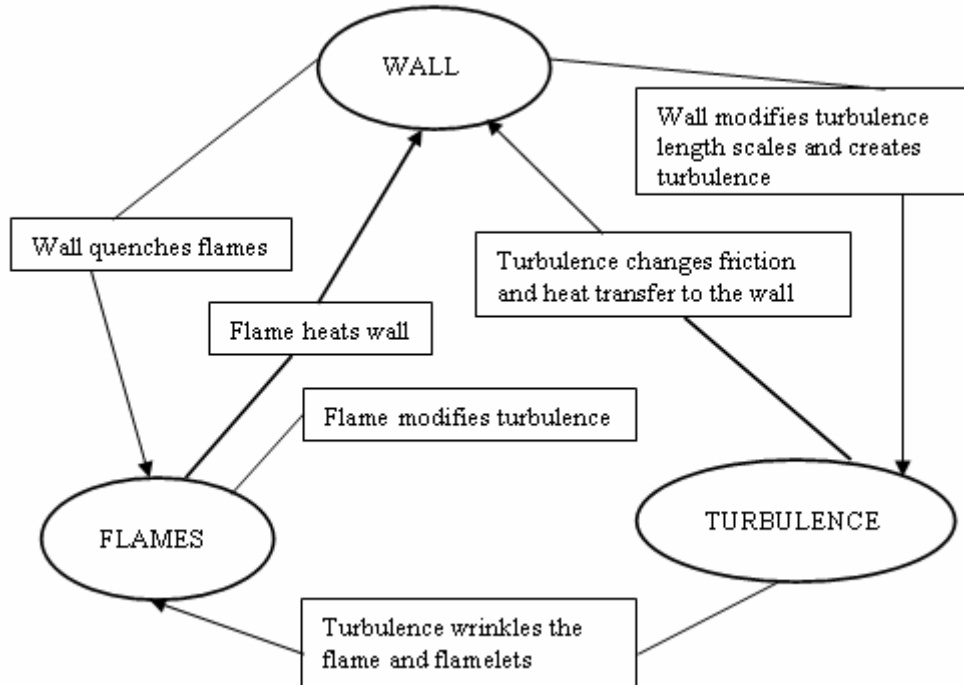 WALL
Wall modifies turbulence
length scales and creates
turbulence
Wall quenches flames
Turbulence changes friction
and heat transfer to the wall
Flame heats wall
Flame modifies turbulence
FLAMES
TURBULENCE
Turbulence wrinkles the
flame and flamelets